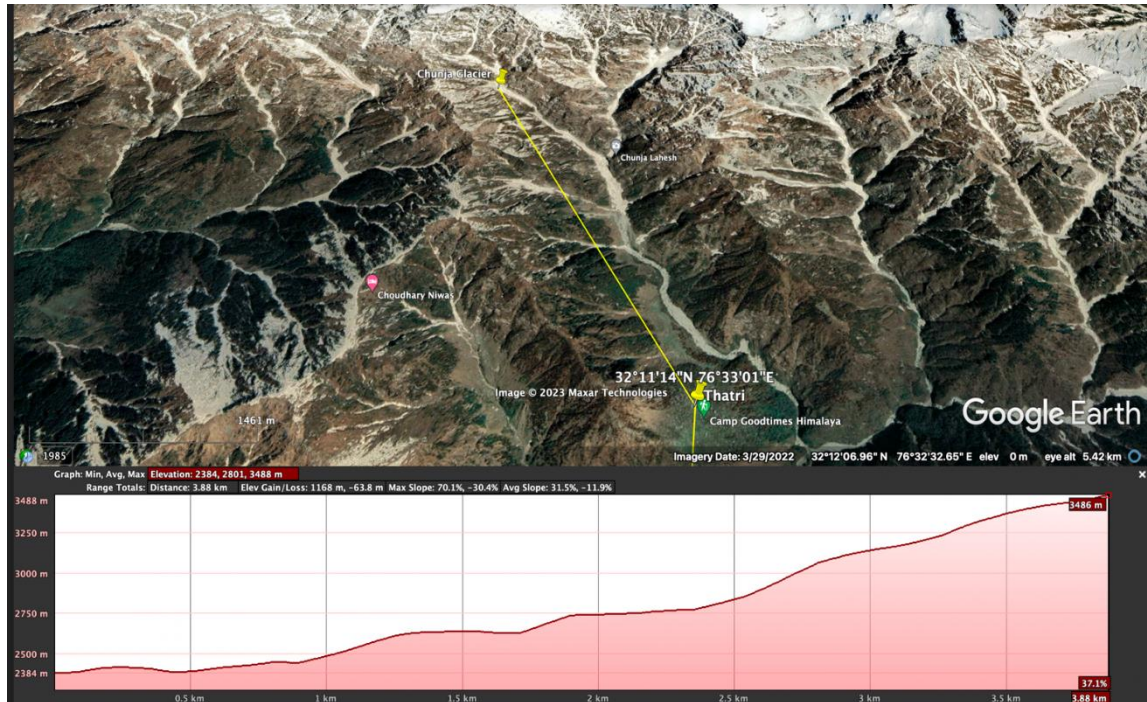 Chunja Glacier
Chunja Lahesh
Choudhary Niwas
32°11'14"N 76°33'01"E
Image © 2023 Maxar Technologies
Thatri
Camp Goodtimes Himalaya
Google Earth
1461 m
1985
Imagery Date: 3/29/2022 32°12'06.96" N 76°32'32.65" E elev 0 m eye alt 5.42 km
Graph: Min, Avg, Max Elevation: 2384, 2801, 3488 m
Range Totals: Distance: 3.88 km Elev Gain/Loss: 1168 m, -63.8 m Max Slope: 70.1%, -30.4% Avg Slope: 31.5%, -11.9%
3488 m
3486 m
3250 m
3000 m
2750 m
2500 m
2384 m
37.1%
0.5 km 1 km 1.5 km 2 km 2.5 km 3 km 3.5 km 3.88 km